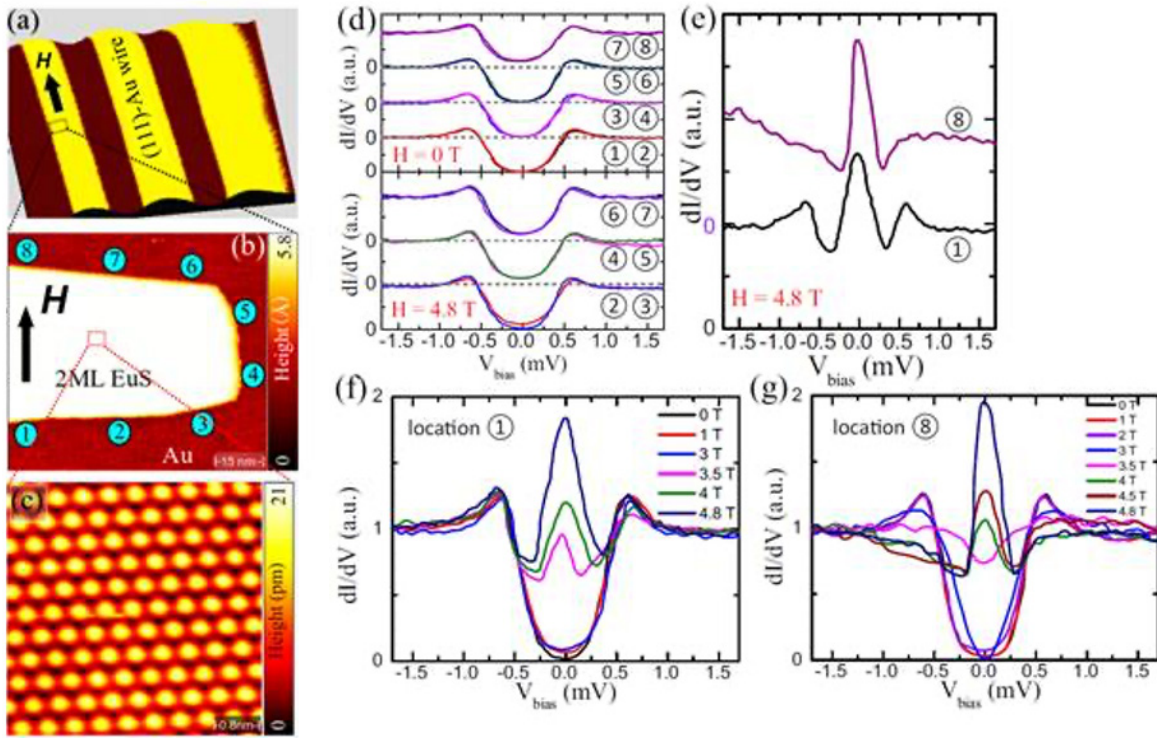 (a)
H
(111)-Au wire
(b)
8
7
6
5
4
3
2
1
H
2ML EuS
Au
5.8
Height (Å)
0
(c)
21
Height (pm)
0
(d)
dI/dV (a.u.)
0
0
0
0
⑦⑧
⑤⑥
③④
①②
H = 0 T
dI/dV (a.u.)
0
0
0
⑥⑦
④⑤
②③
H = 4.8 T
-1.5 -1.0 -0.5 0.0 0.5 1.0 1.5
V bias (mV)
(e)
dI/dV (a.u.)
0
0
⑧
①
H = 4.8 T
-1.5 -1.0 -0.5 0.0 0.5 1.0 1.5
V bias (mV)
(f)
location ①
dI/dV (a.u.)
2
1
0
0 T
1 T
3 T
3.5 T
4 T
4.8 T
-1.5 -1.0 -0.5 0.0 0.5 1.0 1.5
V bias (mV)
(g)
location ⑧
dI/dV (a.u.)
2
1
0
0 T
1 T
2 T
3 T
3.5 T
4 T
4.5 T
4.8 T
-1.5 -1.0 -0.5 0.0 0.5 1.0 1.5
V bias (mV)